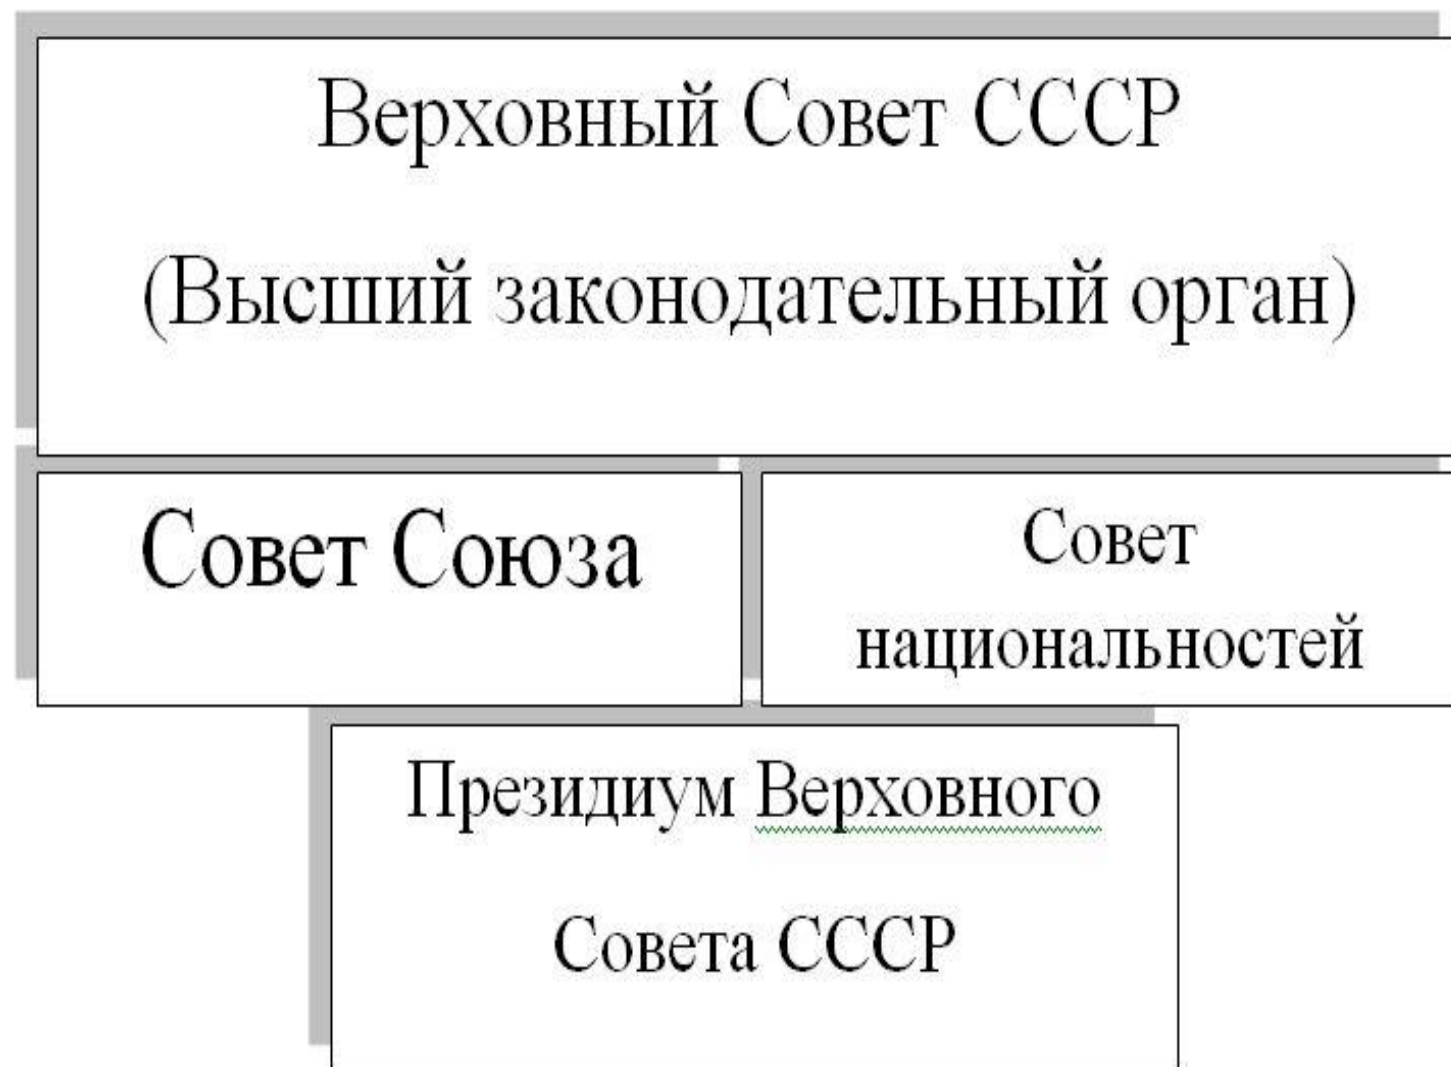 Верховный Совет СССР
(Высший законодательный орган)
Совет Союза
Совет
национальностей
Президиум Верховного
Совета СССР